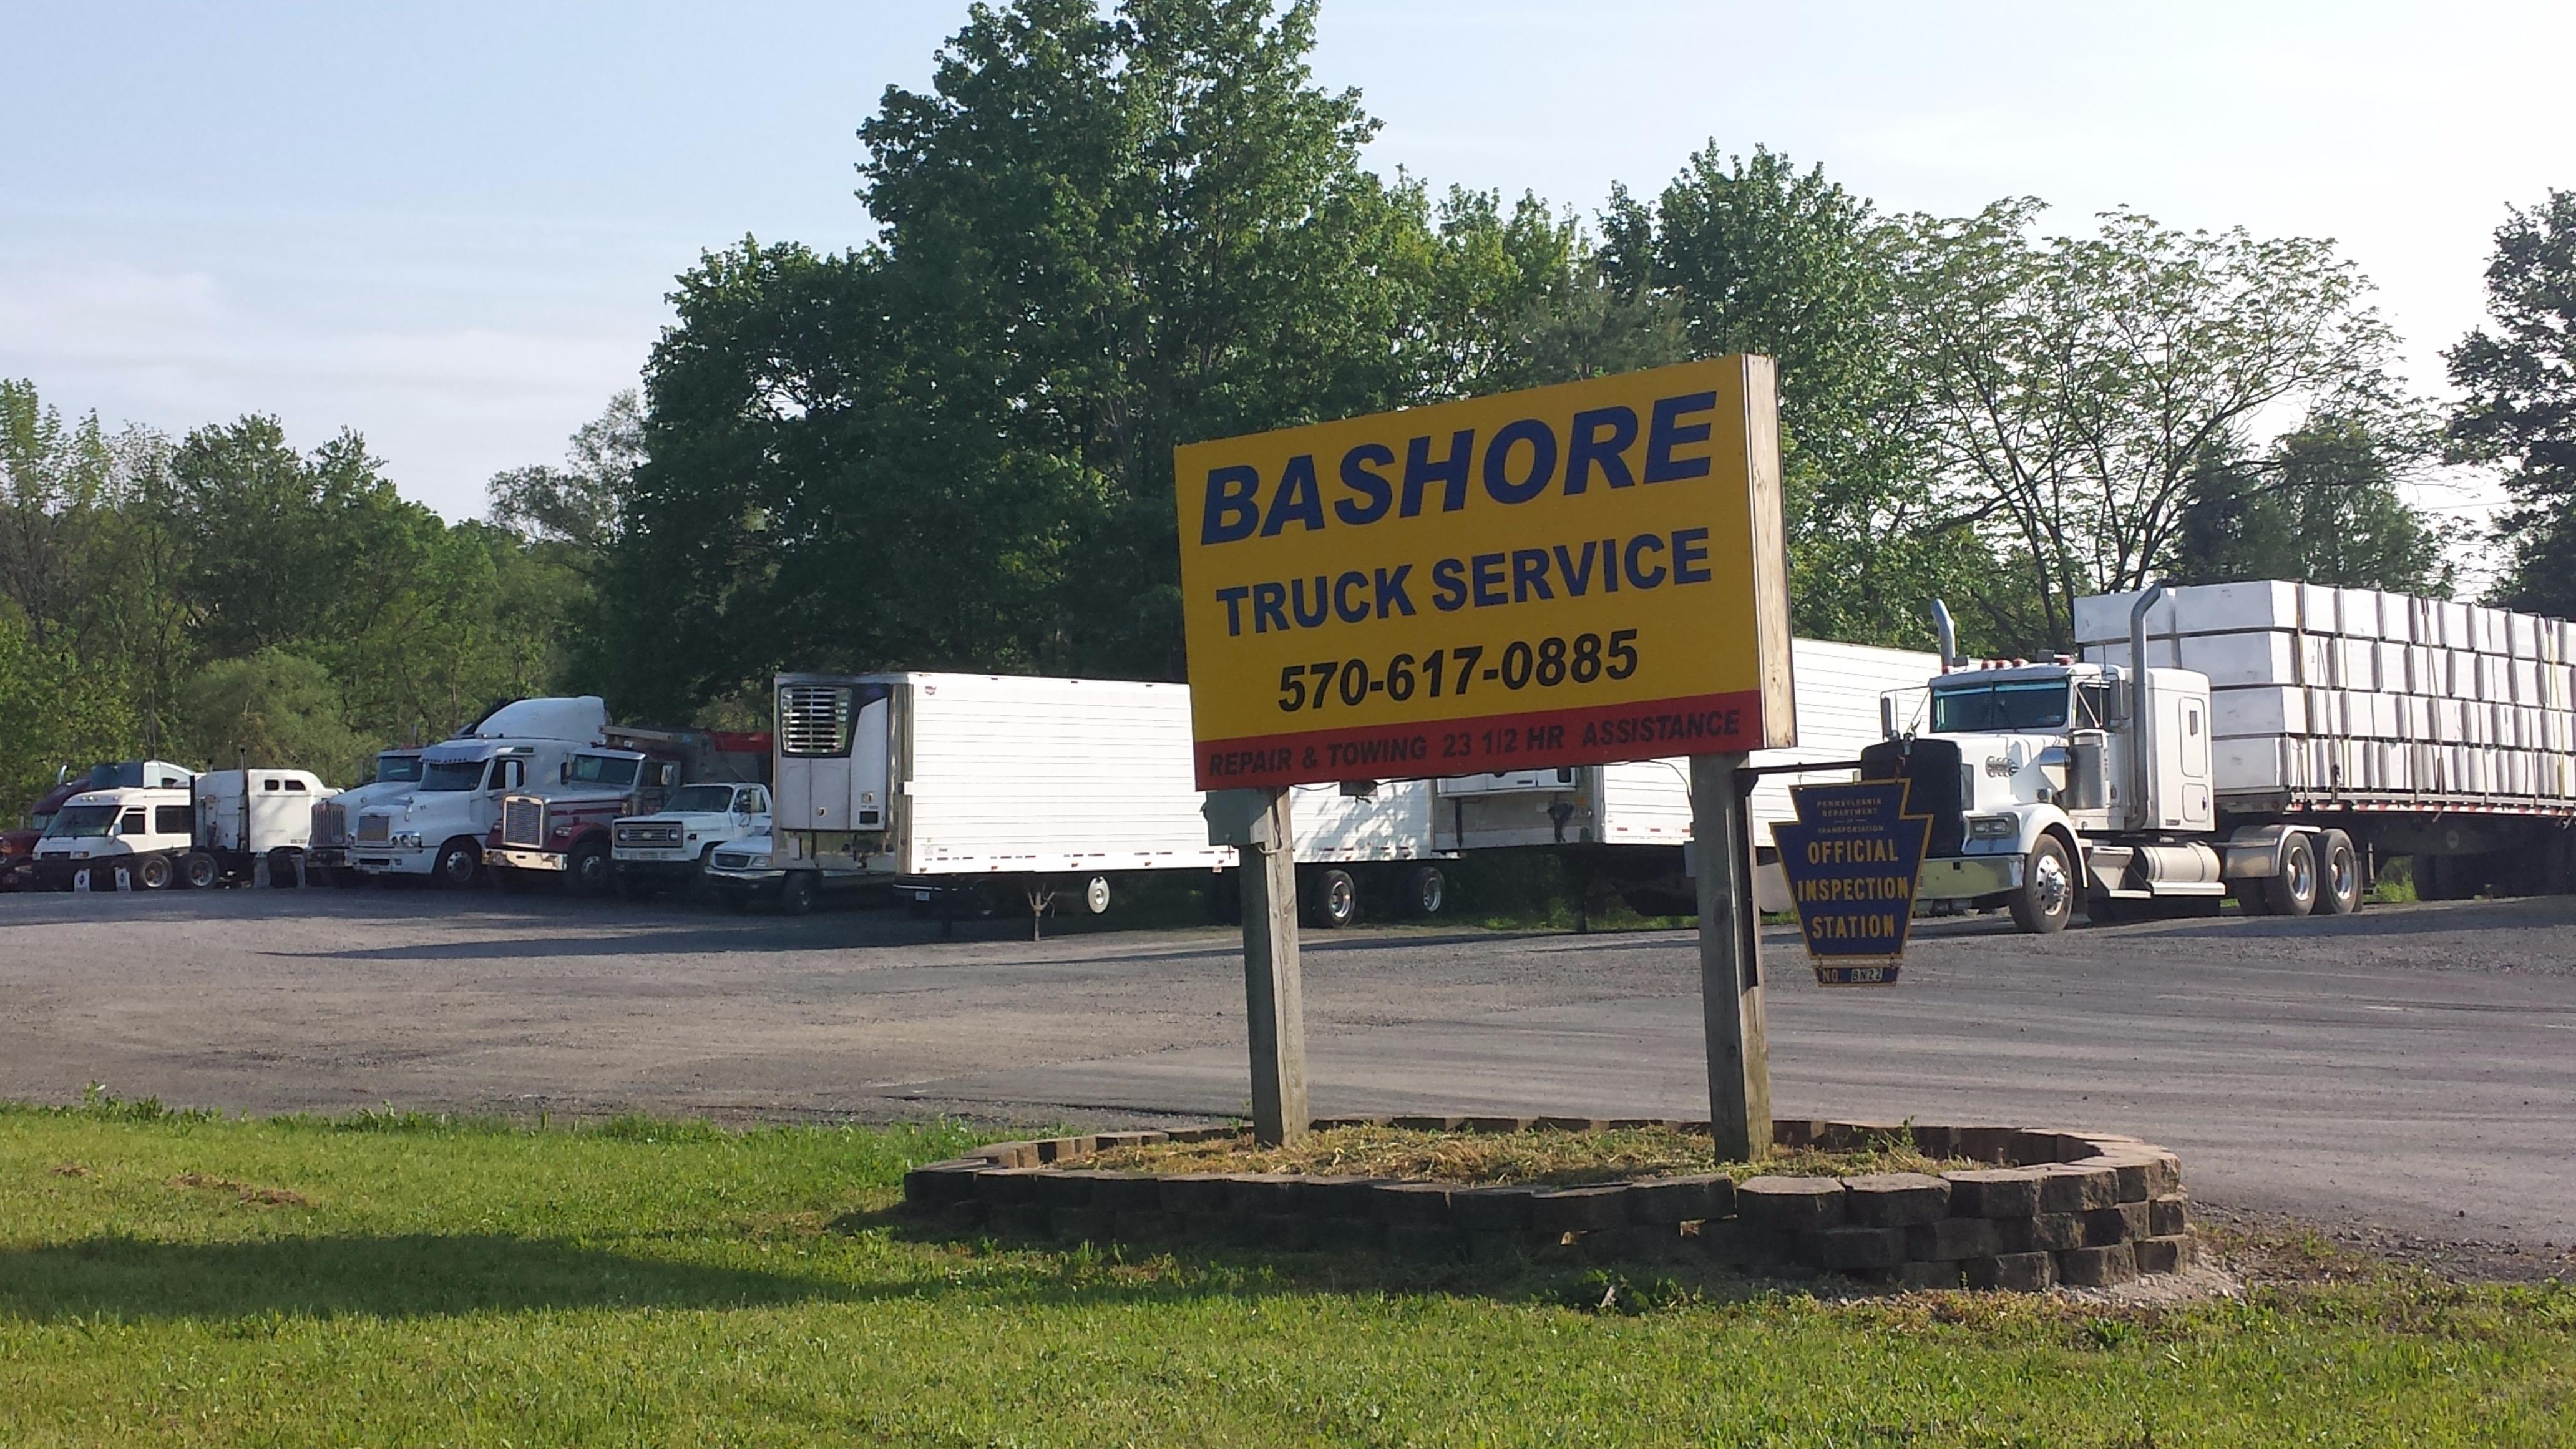 BASHORE
TRUCK SERVICE
570-617-0885
REPAIR & TOWING 23 1/2 HR ASSISTANCE
PENNSYLVANIA
DEPARTMENT
OF
TRANSPORTATION
OFFICIAL
INSPECTION
STATION
NO. BN22